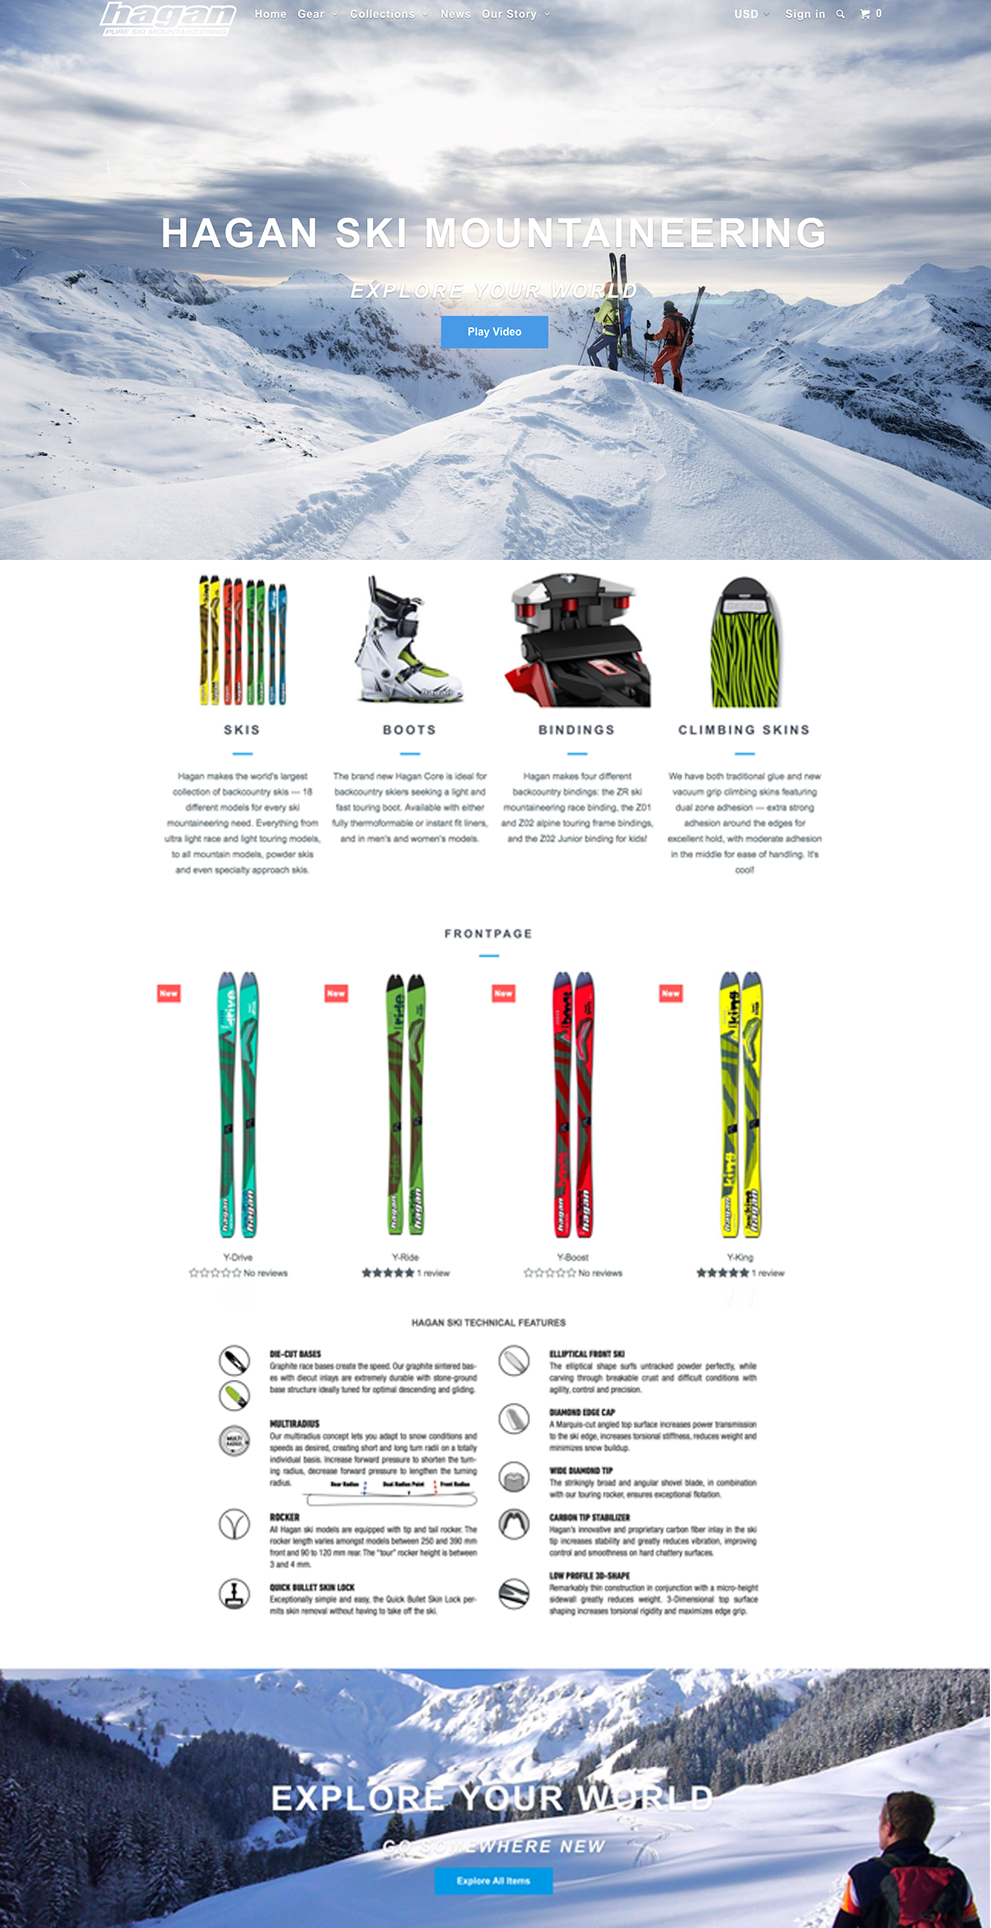 hagan
PURE SKI MOUNTAINEERING
Home Gear Collections News Our Story
USD Sign in 0
HAGAN SKI MOUNTAINEERING
EXPLORE YOUR WORLD
Play Video
SKIS
Hagan makes the world's largest
collection of backcountry skis — 18
different models for every ski
mountaineering need. Everything from
ultra light race and light touring models,
to all mountain models, powder skis
and even specialty approach skis.
BOOTS
The brand new Hagan Core is ideal for
backcountry skiers seeking a light and
fast touring boot. Available with either
fully thermoformable or instant fit liners,
and in men's and women's models.
BINDINGS
Hagan makes four different
backcountry bindings: the ZR ski
mountaineering race binding, the Z01
and Z02 alpine touring frame bindings,
and the Z02 Junior binding for kids!
CLIMBING SKINS
We have both traditional glue and new
vacuum grip climbing skins featuring
dual zone adhesion — extra strong
adhesion around the edges for
excellent hold, with moderate adhesion
in the middle for ease of handling. It's
cool!
FRONTPAGE
New
New
New
New
drive
hagan
hagan
ride
ride
hagan
hagan
boost
boost
hagan
hagan
king
king
hagan
hagan
Y-Drive
No reviews
Y-Ride
1 review
Y-Boost
No reviews
Y-King
1 review
HAGAN SKI TECHNICAL FEATURES
DIE-CUT BASES
Graphite race bases create the speed. Our graphite sintered bas-
es with diecut inlays are extremely durable with stone-ground
base structure ideally tuned for optimal descending and gliding.
MULTI
RADIUS
MULTIRADIUS
Our multiradius concept lets you adapt to snow conditions and
speeds as desired, creating short and long turn radii on a totally
individual basis. Increase forward pressure to shorten the turn-
ing radius, decrease forward pressure to lengthen the turning
radius.
Rear Radius Dual Radius Point Front Radius
ROCKER
All Hagan ski models are equipped with tip and tail rocker. The
rocker length varies amongst models between 250 and 390 mm
front and 90 to 120 mm rear. The "tour" rocker height is between
3 and 4 mm.
QUICK BULLET SKIN LOCK
Exceptionally simple and easy, the Quick Bullet Skin Lock per-
mits skin removal without having to take off the ski.
ELLIPTICAL FRONT SKI
The elliptical shape surfs untracked powder perfectly, while
carving through breakable crust and difficult conditions with
agility, control and precision.
DIAMOND EDGE CAP
A Marquis-cut angled top surface increases power transmission
to the ski edge, increases torsional stiffness, reduces weight and
minimizes snow buildup.
WIDE DIAMOND TIP
The strikingly broad and angular shovel blade, in combination
with our touring rocker, ensures exceptional flotation.
CARBON TIP STABILIZER
Hagan's innovative and proprietary carbon fiber inlay in the ski
tip increases stability and greatly reduces vibration, improving
control and smoothness on hard chattery surfaces.
LOW PROFILE 3D-SHAPE
Remarkably thin construction in conjunction with a micro-height
sidewall greatly reduces weight. 3-Dimensional top surface
shaping increases torsional rigidity and maximizes edge grip.
EXPLORE YOUR WORLD
GO SOMEWHERE NEW
Explore All Items